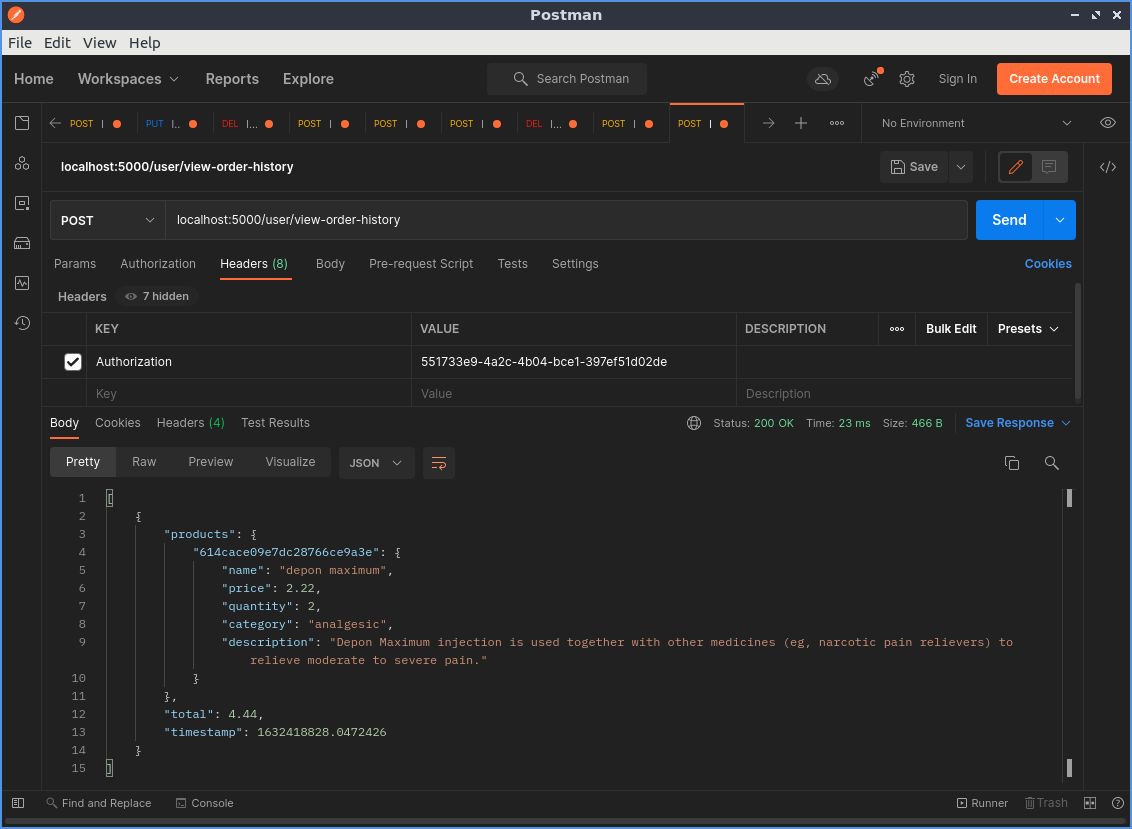 Postman
File Edit View Help
Home Workspaces Reports Explore Search Postman Sign In Create Account
POST PUT DEL POST POST POST DEL POST POST No Environment
localhost:5000/user/view-order-history Save
POST localhost:5000/user/view-order-history Send
Params Authorization Headers (8) Body Pre-request Script Tests Settings Cookies
Headers 7 hidden
KEY VALUE DESCRIPTION Bulk Edit Presets
Authorization 551733e9-4a2c-4b04-bce1-397ef51d02de
Key Value Description
Body Cookies Headers (4) Test Results Status: 200 OK Time: 23 ms Size: 466 B Save Response
Pretty Raw Preview Visualize JSON
1 [
2 {
3 "products": {
4 "614cace09e7dc28766ce9a3e": {
5 "name": "depon maximum",
6 "price": 2.22,
7 "quantity": 2,
8 "category": "analgesic",
9 "description": "Depon Maximum injection is used together with other medicines (eg, narcotic pain relievers) to
relieve moderate to severe pain."
10 }
11 },
12 "total": 4.44,
13 "timestamp": 1632418828.0472426
14 }
15 ]
Find and Replace Console Runner Trash